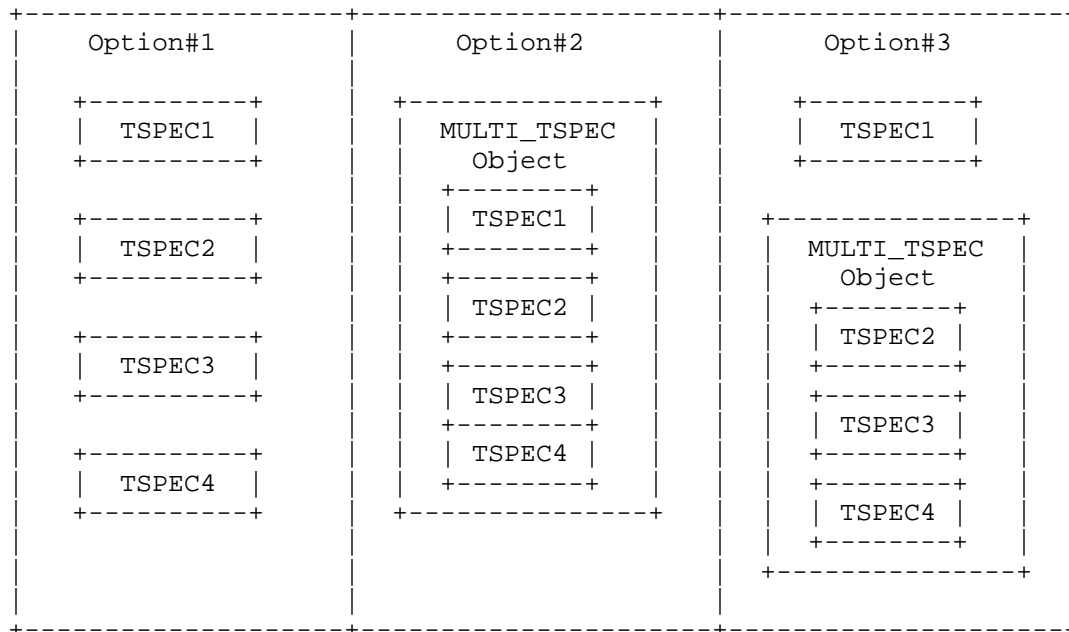 Option#1
TSPEC1
TSPEC2
TSPEC3
TSPEC4
Option#2
MULTI_TSPEC
Object
TSPEC1
TSPEC2
TSPEC3
TSPEC4
Option#3
TSPEC1
MULTI_TSPEC
Object
TSPEC2
TSPEC3
TSPEC4